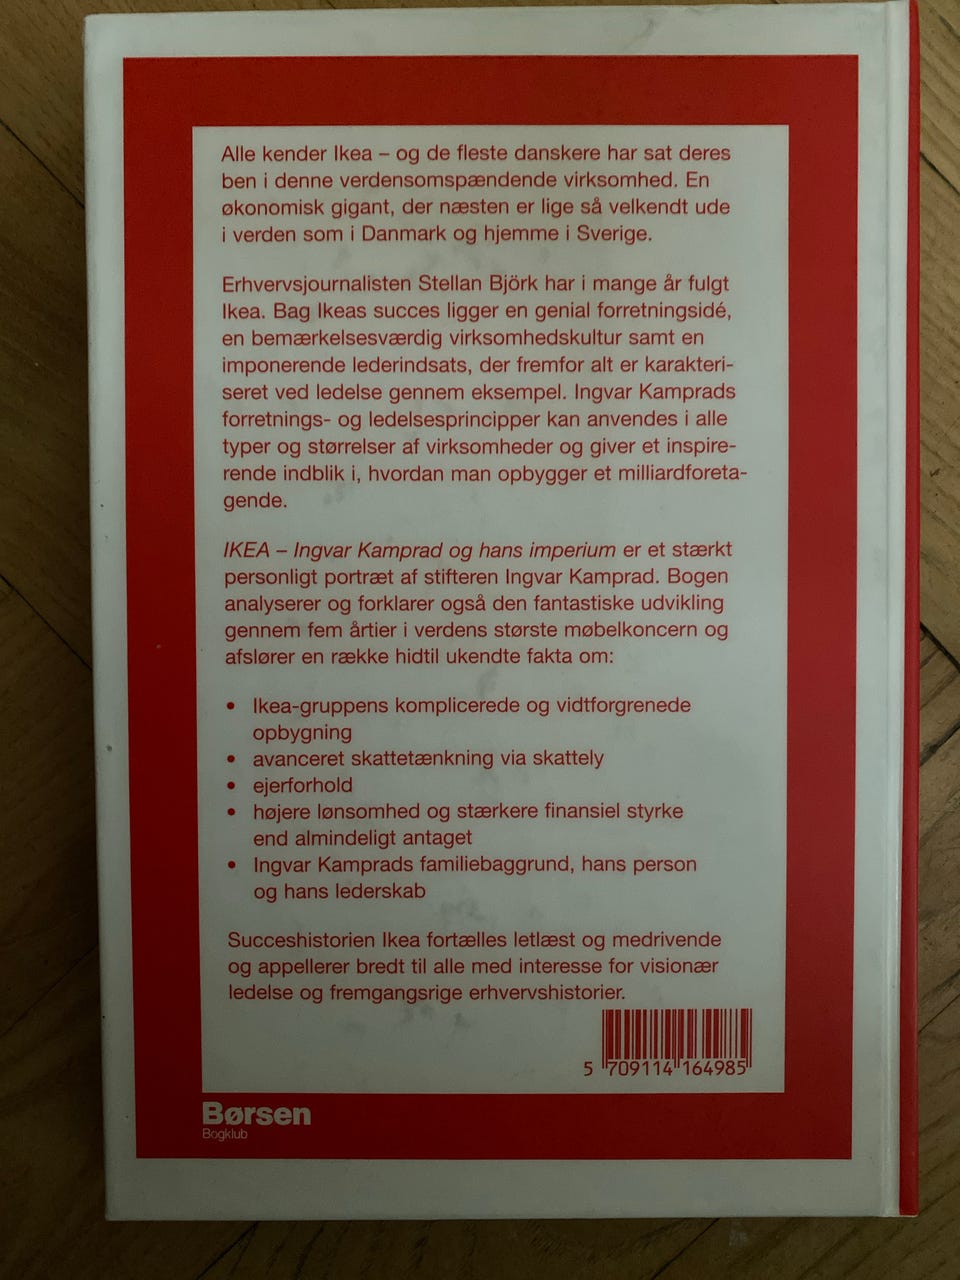 Alle kender Ikea – og de fleste danskere har sat deres
ben i denne verdensomspændende virksomhed. En
økonomisk gigant, der næsten er lige så velkendt ude
i verden som i Danmark og hjemme i Sverige.
Erhvervsjournalisten Stellan Björk har i mange år fulgt
Ikea. Bag Ikeas succes ligger en genial forretningsidé,
en bemærkelsesværdig virksomhedskultur samt en
imponerende lederindsats, der fremfor alt er karakteri-
seret ved ledelse gennem eksempel. Ingvar Kamprads
forretnings- og ledelsesprincipper kan anvendes i alle
typer og størrelser af virksomheder og giver et inspire-
rende indblik i, hvordan man opbygger et milliardforeta-
gende.
IKEA – Ingvar Kamprad og hans imperium er et stærkt
personligt portræt af stifteren Ingvar Kamprad. Bogen
analyserer og forklarer også den fantastiske udvikling
gennem fem årtier i verdens største møbelkoncern og
afslører en række hidtil ukendte fakta om:
• Ikea-gruppens komplicerede og vidtforgrenede
opbygning
• avanceret skattetænkning via skattely
• ejerforhold
• højere lønsomhed og stærkere finansiel styrke
end almindeligt antaget
• Ingvar Kamprads familiebaggrund, hans person
og hans lederskab
Succeshistorien Ikea fortælles letlæst og medrivende
og appellerer bredt til alle med interesse for visionær
ledelse og fremgangsrige erhvervshistorier.
5 709114 164985
Børsen
Bogklub